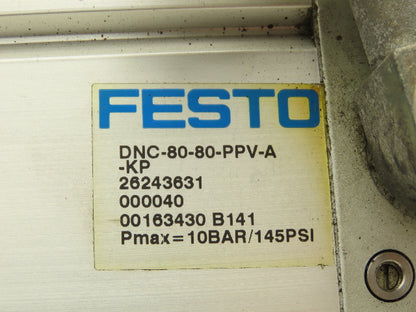 FESTO
DNC-80-80-PPV-A
-KP
26243631
000040
00163430 B141
Pmax=10BAR/145PSI